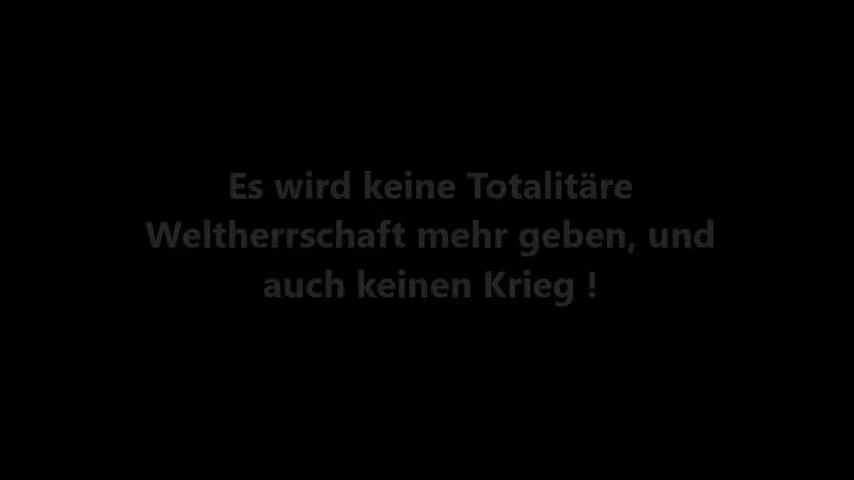 Es wird keine Totalitäre
Weltherrschaft mehr geben, und
auch keinen Krieg !